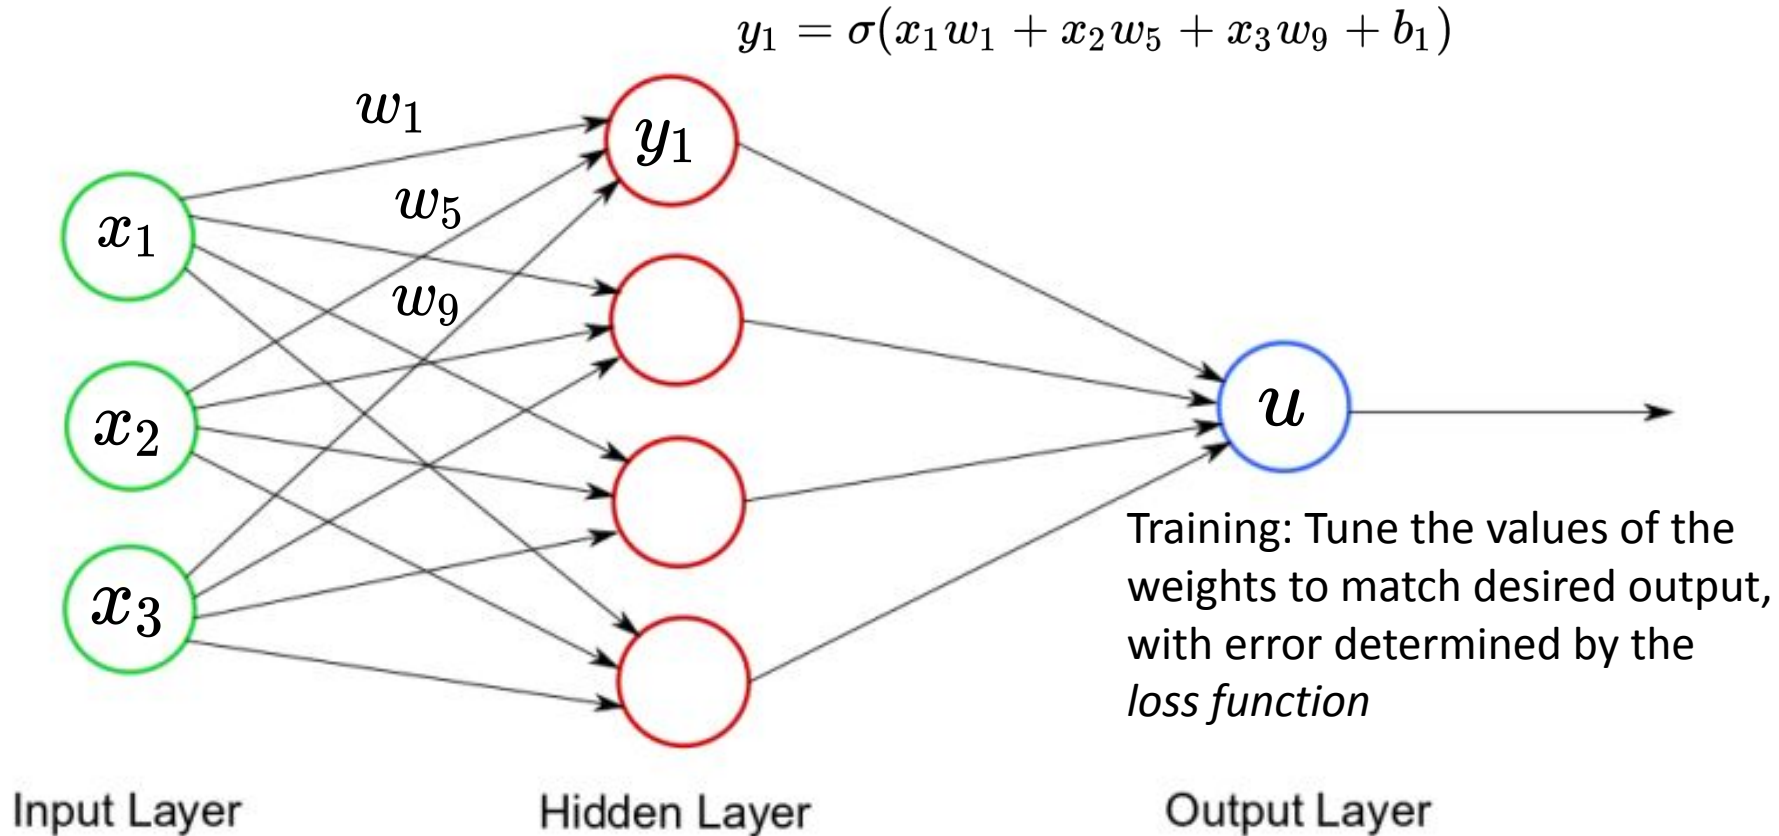 y₁ = σ(x₁w₁ + x₂w₅ + x₃w₉ + b₁)
w₁
y₁
w₅
x₁
w₉
x₂
u
x₃
Training: Tune the values of the
weights to match desired output,
with error determined by the
loss function
Input Layer
Hidden Layer
Output Layer